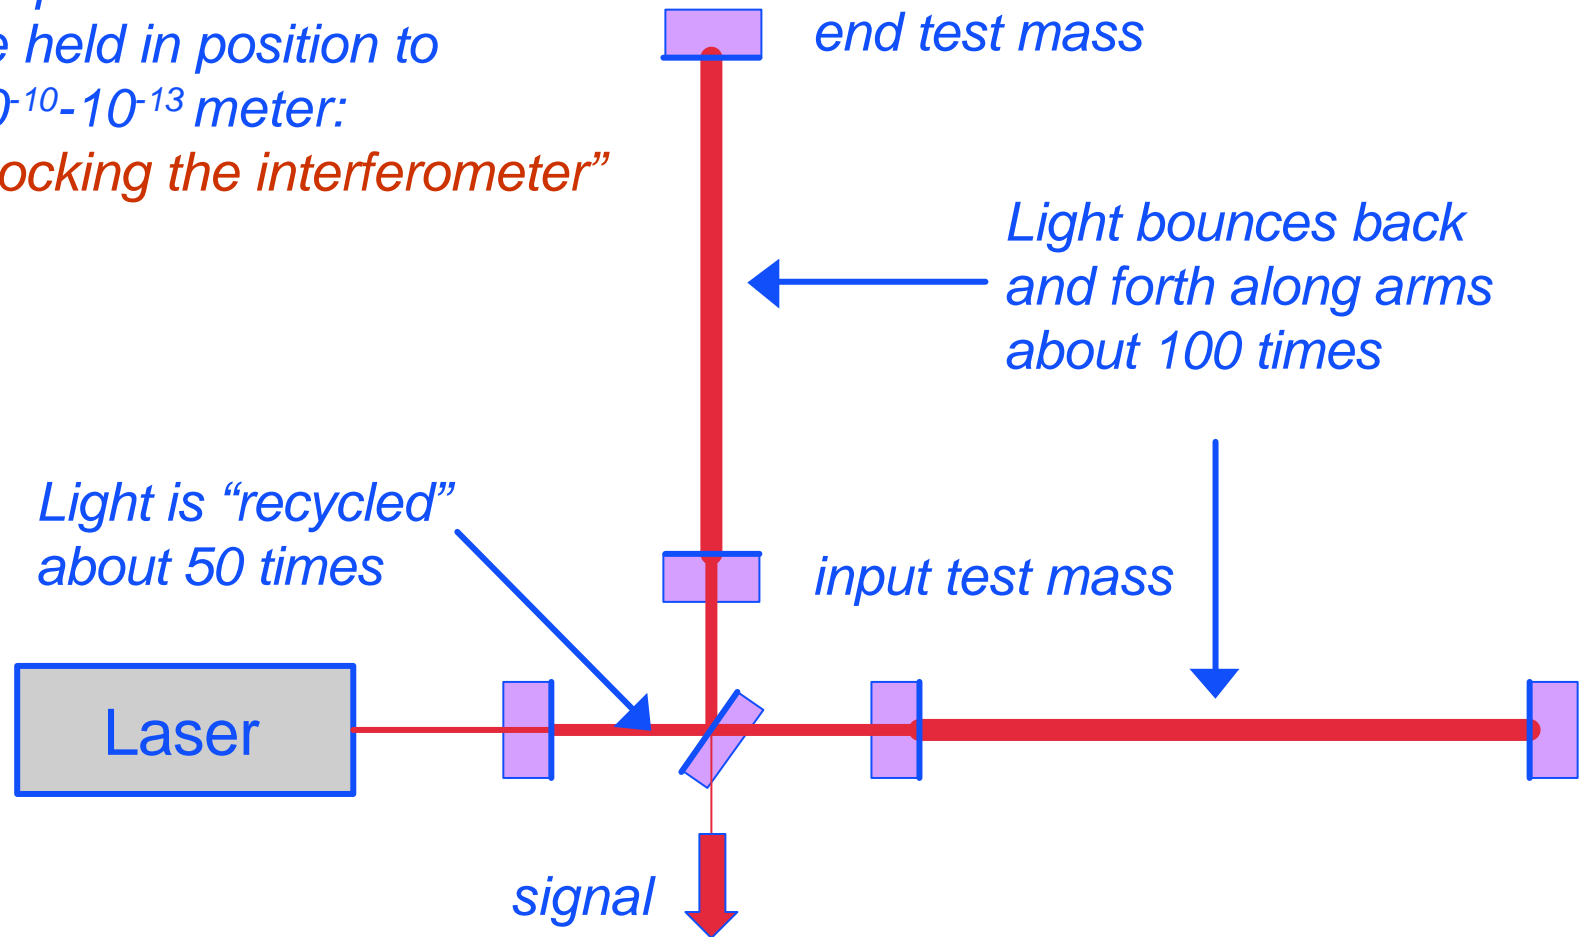 held in position to
-10-10-13 meter:
ocking the interferometer”
end test mass
Light bounces back
and forth along arms
about 100 times
Light is “recycled”
about 50 times
input test mass
Laser
signal